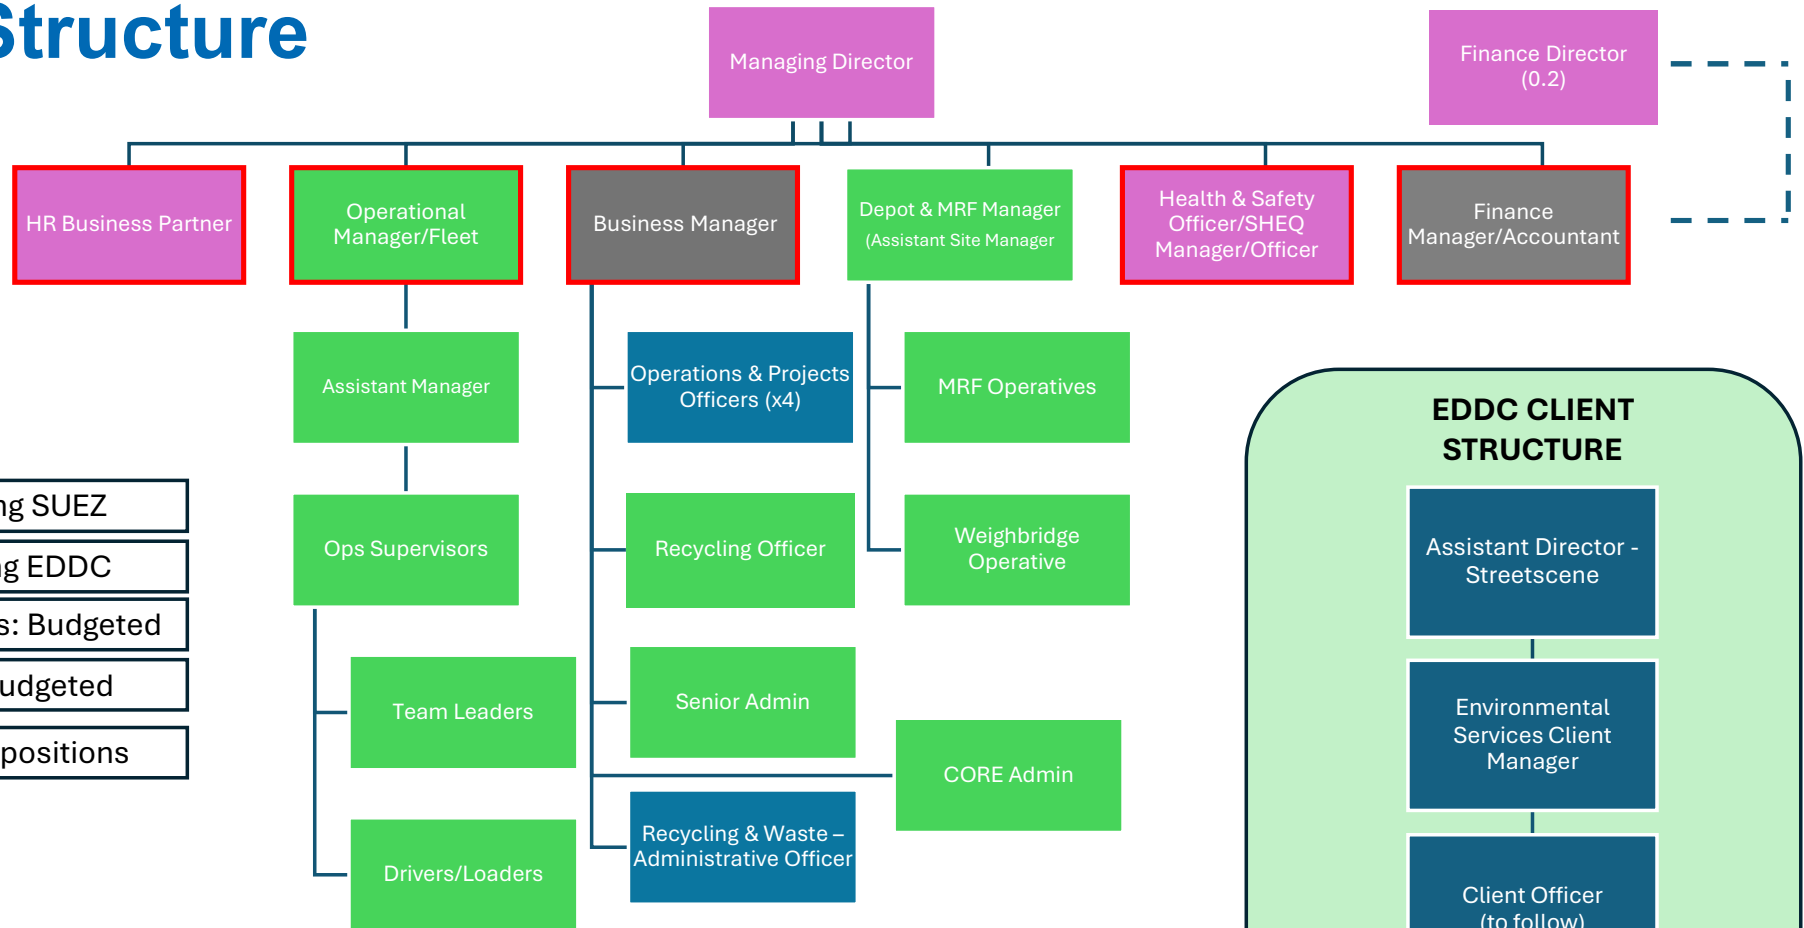 Structure
Managing Director
Finance Director
(0.2)
HR Business Partner
Operational
Manager/Fleet
Business Manager
Depot & MRF Manager
(Assistant Site Manager
Health & Safety
Officer/SHEQ
Manager/Officer
Finance
Manager/Accountant
Assistant Manager
Operations & Projects
Officers (x4)
MRF Operatives
Ops Supervisors
Recycling Officer
Weighbridge
Operative
Team Leaders
Senior Admin
CORE Admin
Drivers/Loaders
Recycling & Waste –
Administrative Officer
ng SUEZ
ng EDDC
s: Budgeted
udgeted
positions
EDDC CLIENT
STRUCTURE
Assistant Director -
Streetscene
Environmental
Services Client
Manager
Client Officer
(to follow)